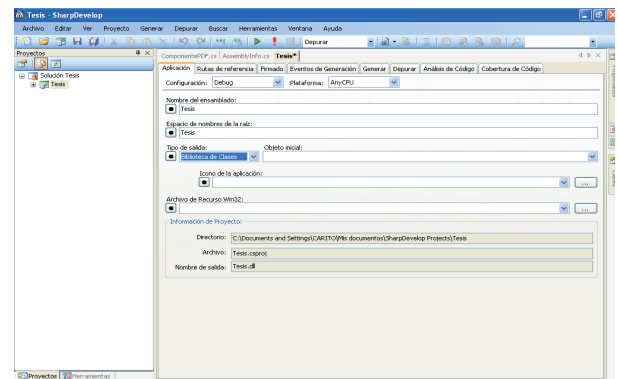 Tesis - SharpDevelop
Archivo Editar Ver Proyecto Generar Depurar Buscar Herramientas Ventana Ayuda
Depurar
Proyectos
Solución Tesis
Tesis
ComponentePDF.cs AssemblyInfo.cs Tesis*
Aplicación Rutas de referencia Firmado Eventos de Generación Generar Depurar Análisis de Código Cobertura de Código
Configuración: Debug Plataforma: AnyCPU
Nombre del ensamblado:
Tesis
Espacio de nombres de la raíz:
Tesis
Tipo de salida: Objeto inicial:
Biblioteca de Clases
Icono de la aplicación:
...
Archivo de Recurso Win32:
...
Información de Proyecto:
Directorio: C:\Documents and Settings\CARITO\Mis documentos\SharpDevelop Projects\Tesis
Archivo: Tesis.csproj
Nombre de salida: Tesis.dll
Proyectos Herramientas